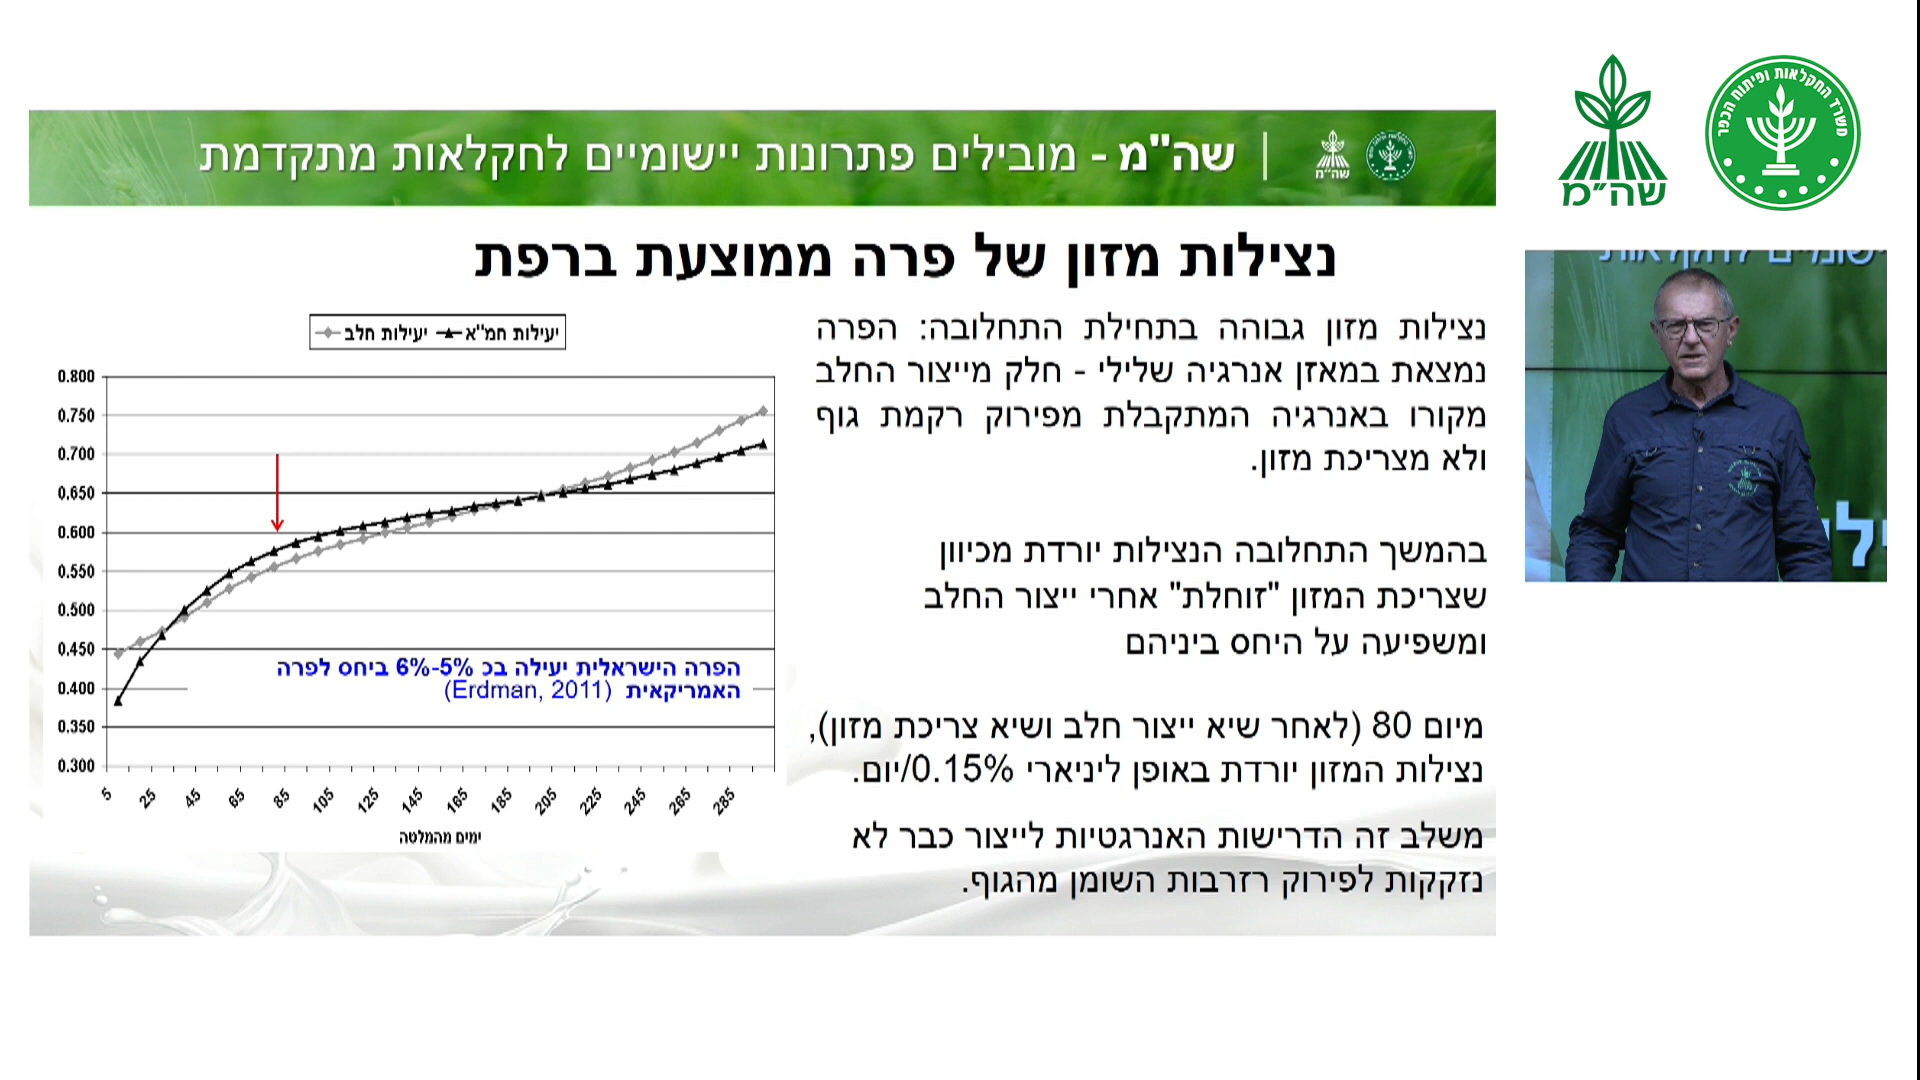 שה"מ - מובילים פתרונות יישומיים לחקלאות מתקדמת
שה"מ
משרד החקלאות ופיתוח הכפר
שה״מ
נצילות מזון של פרה ממוצעת ברפת
נצילות מזון גבוהה בתחילת התחלובה: הפרה
נמצאת במאזן אנרגיה שלילי - חלק מייצור החלב
מקורו באנרגיה המתקבלת מפירוק רקמת גוף
ולא מצריכת מזון.
בהמשך התחלובה הנצילות יורדת מכיוון
שצריכת המזון "זוחלת" אחרי ייצור החלב
ומשפיעה על היחס ביניהם
מיום 80 (לאחר שיא ייצור חלב ושיא צריכת מזון),
נצילות המזון יורדת באופן ליניארי 0.15%/יום.
משלב זה הדרישות האנרגטיות לייצור כבר לא
נזקקות לפירוק רזרבות השומן מהגוף.
יעילות חמ"א
יעילות חלב
0.800
0.750
0.700
0.650
0.600
0.550
0.500
0.450
0.400
0.350
0.300
הפרה הישראלית יעילה בכ 5%-6% ביחס לפרה
האמריקאית (Erdman, 2011)
5 25 45 65 85 105 125 145 165 185 205 225 245 265 285
ימים מהמלטה